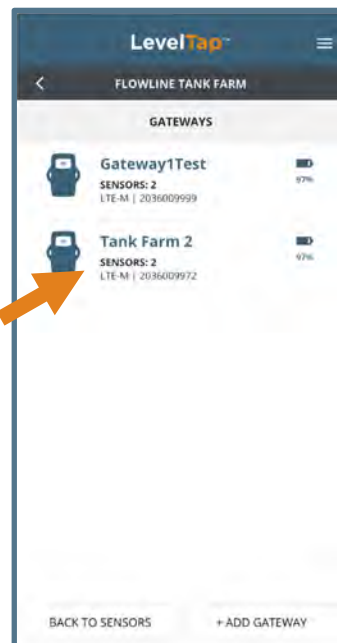 LevelTap™
FLOWLINE TANK FARM
GATEWAYS
Gateway1Test
SENSORS: 2
LTE-M | 2036009999
97%
Tank Farm 2
SENSORS: 2
LTE-M | 2036009972
97%
BACK TO SENSORS
+ ADD GATEWAY